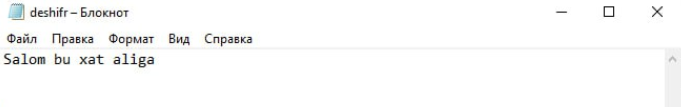 deshifr – Блокнот
Файл Правка Формат Вид Справка
Salom bu xat aliga